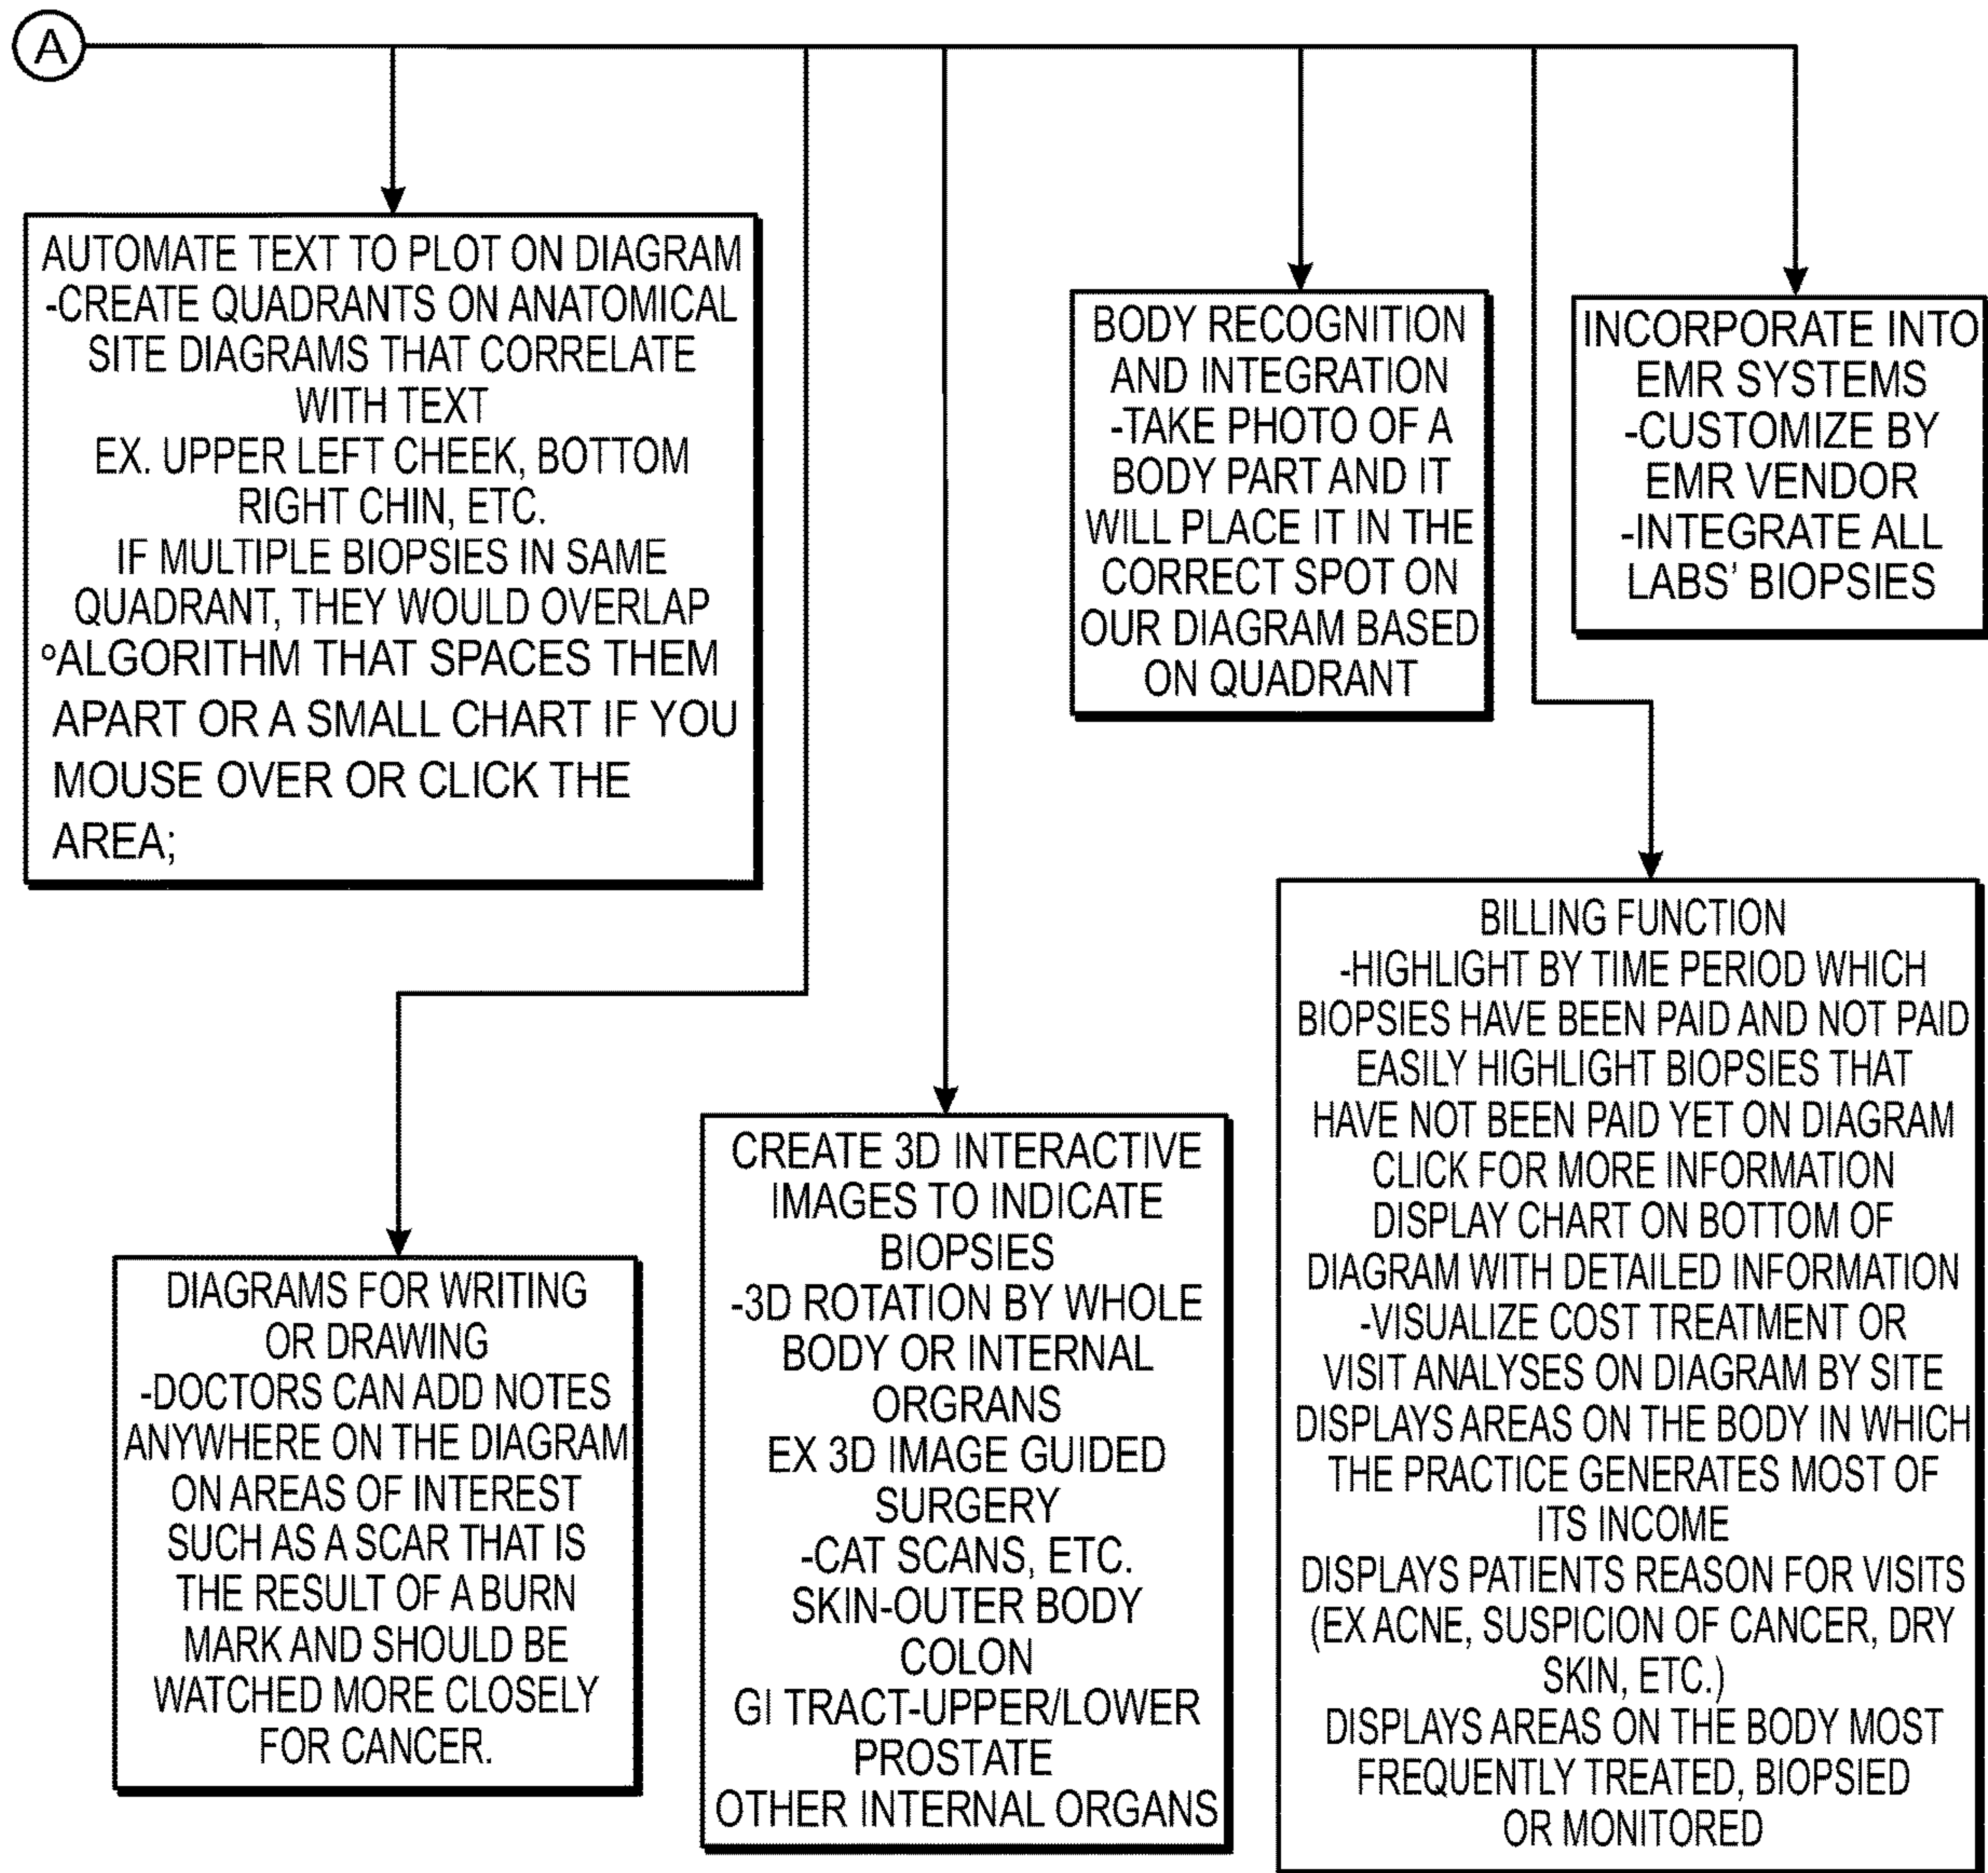 A
AUTOMATE TEXT TO PLOT ON DIAGRAM
-CREATE QUADRANTS ON ANATOMICAL
SITE DIAGRAMS THAT CORRELATE
WITH TEXT
EX. UPPER LEFT CHEEK, BOTTOM
RIGHT CHIN, ETC.
IF MULTIPLE BIOPSIES IN SAME
QUADRANT, THEY WOULD OVERLAP
°ALGORITHM THAT SPACES THEM
APART OR A SMALL CHART IF YOU
MOUSE OVER OR CLICK THE
AREA;
BODY RECOGNITION
AND INTEGRATION
-TAKE PHOTO OF A
BODY PART AND IT
WILL PLACE IT IN THE
CORRECT SPOT ON
OUR DIAGRAM BASED
ON QUADRANT
INCORPORATE INTO
EMR SYSTEMS
-CUSTOMIZE BY
EMR VENDOR
-INTEGRATE ALL
LABS' BIOPSIES
DIAGRAMS FOR WRITING
OR DRAWING
-DOCTORS CAN ADD NOTES
ANYWHERE ON THE DIAGRAM
ON AREAS OF INTEREST
SUCH AS A SCAR THAT IS
THE RESULT OF A BURN
MARK AND SHOULD BE
WATCHED MORE CLOSELY
FOR CANCER.
CREATE 3D INTERACTIVE
IMAGES TO INDICATE
BIOPSIES
-3D ROTATION BY WHOLE
BODY OR INTERNAL
ORGRANS
EX 3D IMAGE GUIDED
SURGERY
-CAT SCANS, ETC.
SKIN-OUTER BODY
COLON
GI TRACT-UPPER/LOWER
PROSTATE
OTHER INTERNAL ORGANS
BILLING FUNCTION
-HIGHLIGHT BY TIME PERIOD WHICH
BIOPSIES HAVE BEEN PAID AND NOT PAID
EASILY HIGHLIGHT BIOPSIES THAT
HAVE NOT BEEN PAID YET ON DIAGRAM
CLICK FOR MORE INFORMATION
DISPLAY CHART ON BOTTOM OF
DIAGRAM WITH DETAILED INFORMATION
-VISUALIZE COST TREATMENT OR
VISIT ANALYSES ON DIAGRAM BY SITE
DISPLAYS AREAS ON THE BODY IN WHICH
THE PRACTICE GENERATES MOST OF
ITS INCOME
DISPLAYS PATIENTS REASON FOR VISITS
(EX ACNE, SUSPICION OF CANCER, DRY
SKIN, ETC.)
DISPLAYS AREAS ON THE BODY MOST
FREQUENTLY TREATED, BIOPSIED
OR MONITORED